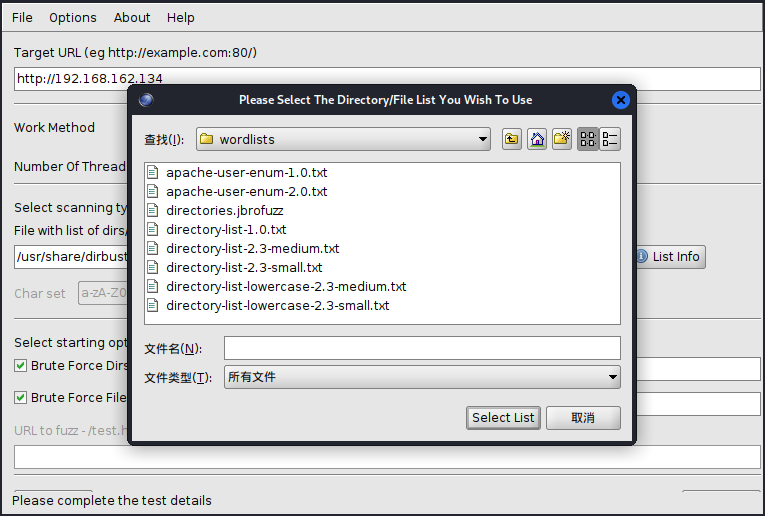 File Options About Help
Target URL (eg http://example.com:80/)
http://192.168.162.134
Please Select The Directory/File List You Wish To Use
查找(I): wordlists
Work Method
Number Of Thread
apache-user-enum-1.0.txt
apache-user-enum-2.0.txt
directories.jbrofuzz
directory-list-1.0.txt
directory-list-2.3-medium.txt
directory-list-2.3-small.txt
directory-list-lowercase-2.3-medium.txt
directory-list-lowercase-2.3-small.txt
Select scanning ty
File with list of dirs/
/usr/share/dirbust
List Info
Char set a-zA-Z0
文件名(N):
文件类型(T): 所有文件
Select List 取消
Select starting opt
Brute Force Dirs
Brute Force File
URL to fuzz - /test.h
Please complete the test details